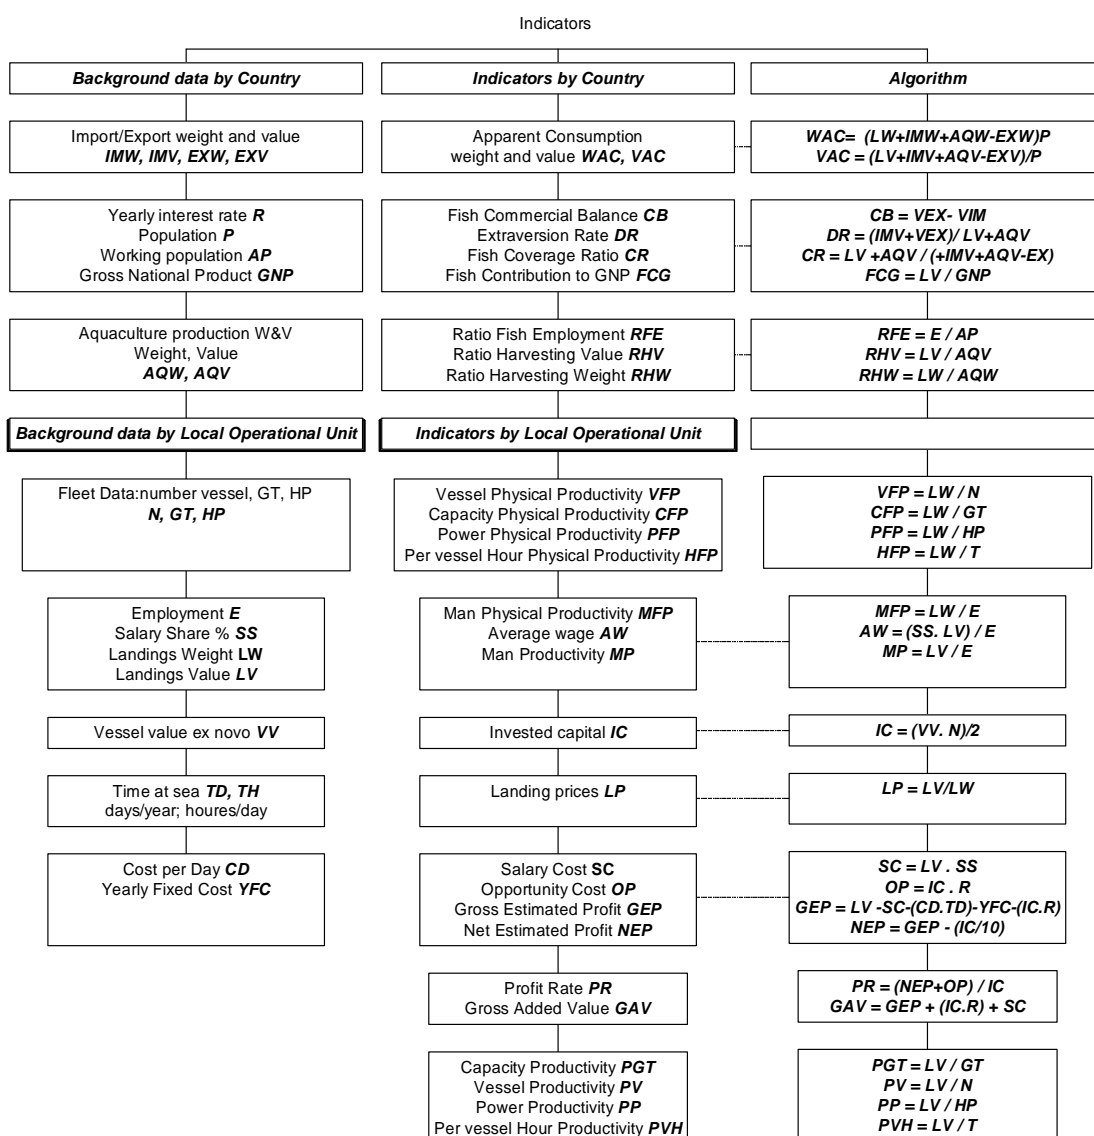 Indicators
Background data by Country
Indicators by Country
Algorithm
Import/Export weight and value
IMW, IMV, EXW, EXV
Apparent Consumption
weight and value WAC, VAC
WAC= (LW+IMW+AQW-EXW)P
VAC = (LV+IMV+AQV-EXV)/P
Yearly interest rate R
Population P
Working population AP
Gross National Product GNP
Fish Commercial Balance CB
Extraversion Rate DR
Fish Coverage Ratio CR
Fish Contribution to GNP FCG
CB = VEX- VIM
DR = (IMV+VEX)/ LV+AQV
CR = LV +AQV / (+IMV+AQV-EX)
FCG = LV / GNP
Aquaculture production W&V
Weight, Value
AQW, AQV
Ratio Fish Employment RFE
Ratio Harvesting Value RHV
Ratio Harvesting Weight RHW
RFE = E / AP
RHV = LV / AQV
RHW = LW / AQW
Background data by Local Operational Unit
Indicators by Local Operational Unit
Fleet Data:number vessel, GT, HP
N, GT, HP
Vessel Physical Productivity VFP
Capacity Physical Productivity CFP
Power Physical Productivity PFP
Per vessel Hour Physical Productivity HFP
VFP = LW / N
CFP = LW / GT
PFP = LW / HP
HFP = LW / T
Employment E
Salary Share % SS
Landings Weight LW
Landings Value LV
Man Physical Productivity MFP
Average wage AW
Man Productivity MP
MFP = LW / E
AW = (SS. LV) / E
MP = LV / E
Vessel value ex novo VV
Invested capital IC
IC = (VV. N)/2
Time at sea TD, TH
days/year; houres/day
Landing prices LP
LP = LV/LW
Cost per Day CD
Yearly Fixed Cost YFC
Salary Cost SC
Opportunity Cost OP
Gross Estimated Profit GEP
Net Estimated Profit NEP
SC = LV . SS
OP = IC . R
GEP = LV -SC-(CD.TD)-YFC-(IC.R)
NEP = GEP - (IC/10)
Profit Rate PR
Gross Added Value GAV
PR = (NEP+OP) / IC
GAV = GEP + (IC.R) + SC
Capacity Productivity PGT
Vessel Productivity PV
Power Productivity PP
Per vessel Hour Productivity PVH
PGT = LV / GT
PV = LV / N
PP = LV / HP
PVH = LV / T